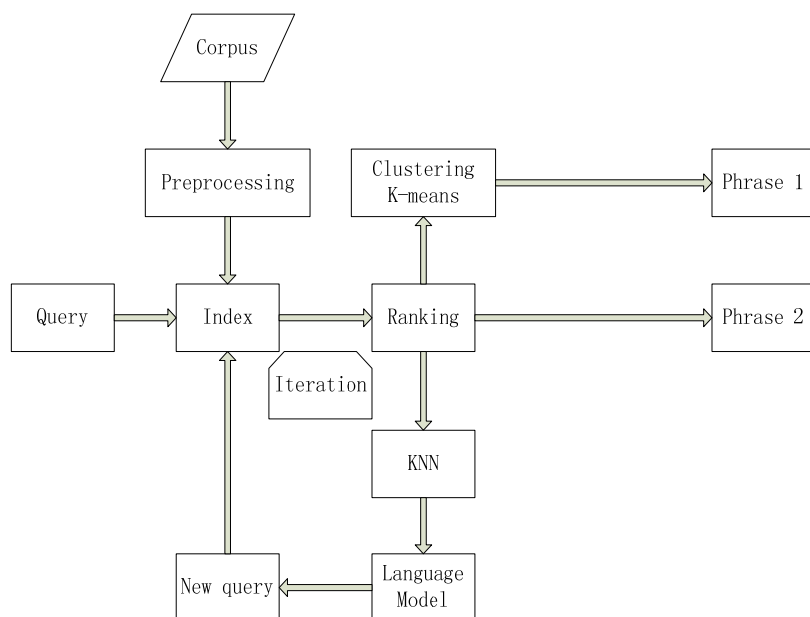 Corpus
Preprocessing
Clustering
K-means
Phrase 1
Query
Index
Ranking
Phrase 2
Iteration
KNN
New query
Language
Model